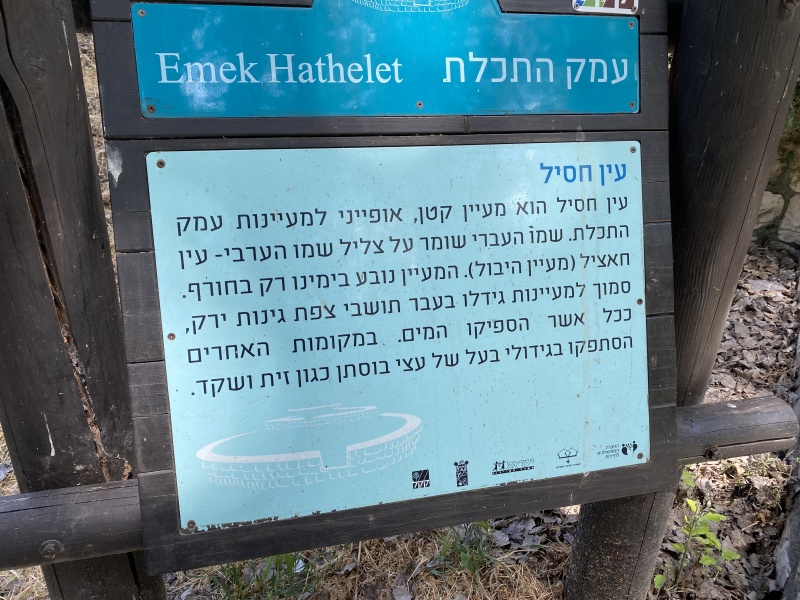 Emek Hathelet עמק התכלת
עין חסיל
עין חסיל הוא מעיין קטן, אופייני למעיינות עמק
התכלת. שמו העברי שומר על צליל שמו הערבי- עין
חאציל (מעיין היבול). המעיין נובע בימינו רק בחורף.
סמוך למעיינות גידלו בעבר תושבי צפת גינות ירק,
ככל אשר הספיקו המים. במקומות האחרים
הסתפקו בגידולי בעל של עצי בוסתן כגון זית ושקד.